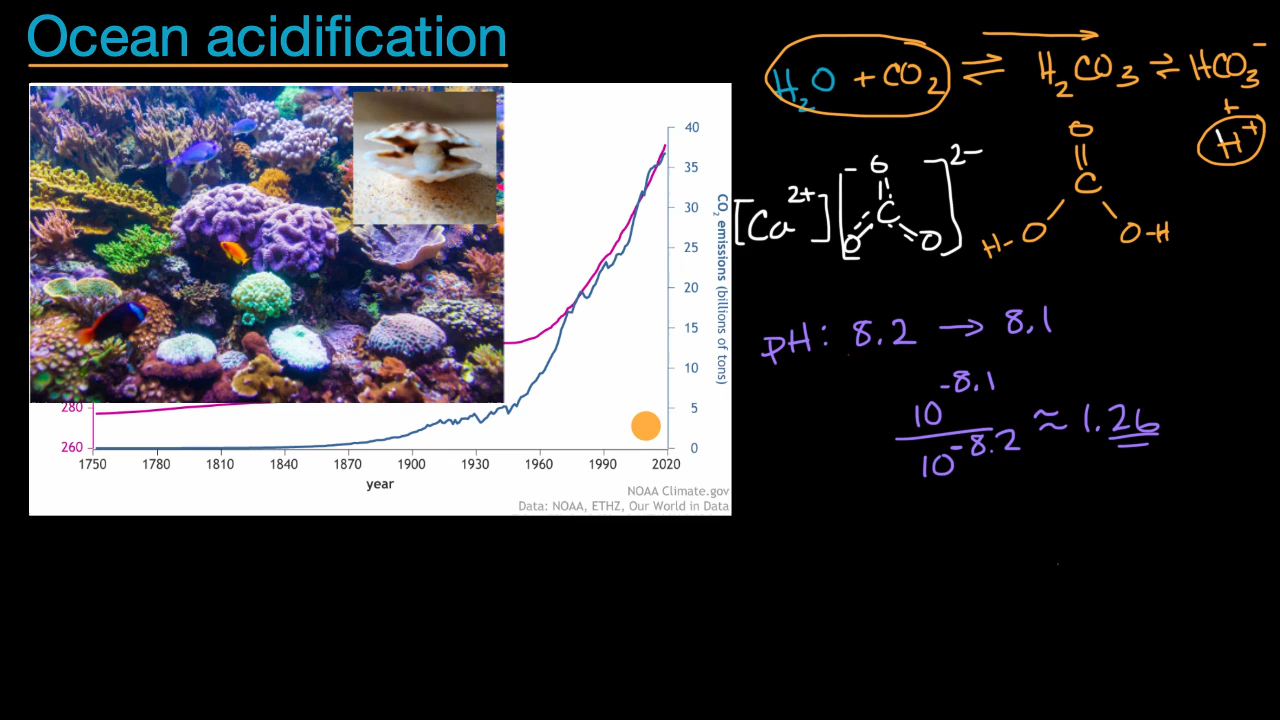 Ocean acidification
H₂O + CO₂ ⇌ H₂CO₃ ⇌ HCO₃⁻
+
H⁺
[Ca²⁺]
2−
O
C
O
O
O
C
H-O
O-H
pH: 8.2 → 8.1
10^-8.1
10^-8.2
≈ 1.26
40
35
30
25
20
15
10
5
0
CO₂ emissions (billions of tons)
280
260
1750 1780 1810 1840 1870 1900 1930 1960 1990 2020
year
NOAA Climate.gov
Data: NOAA, ETHZ, Our World in Data